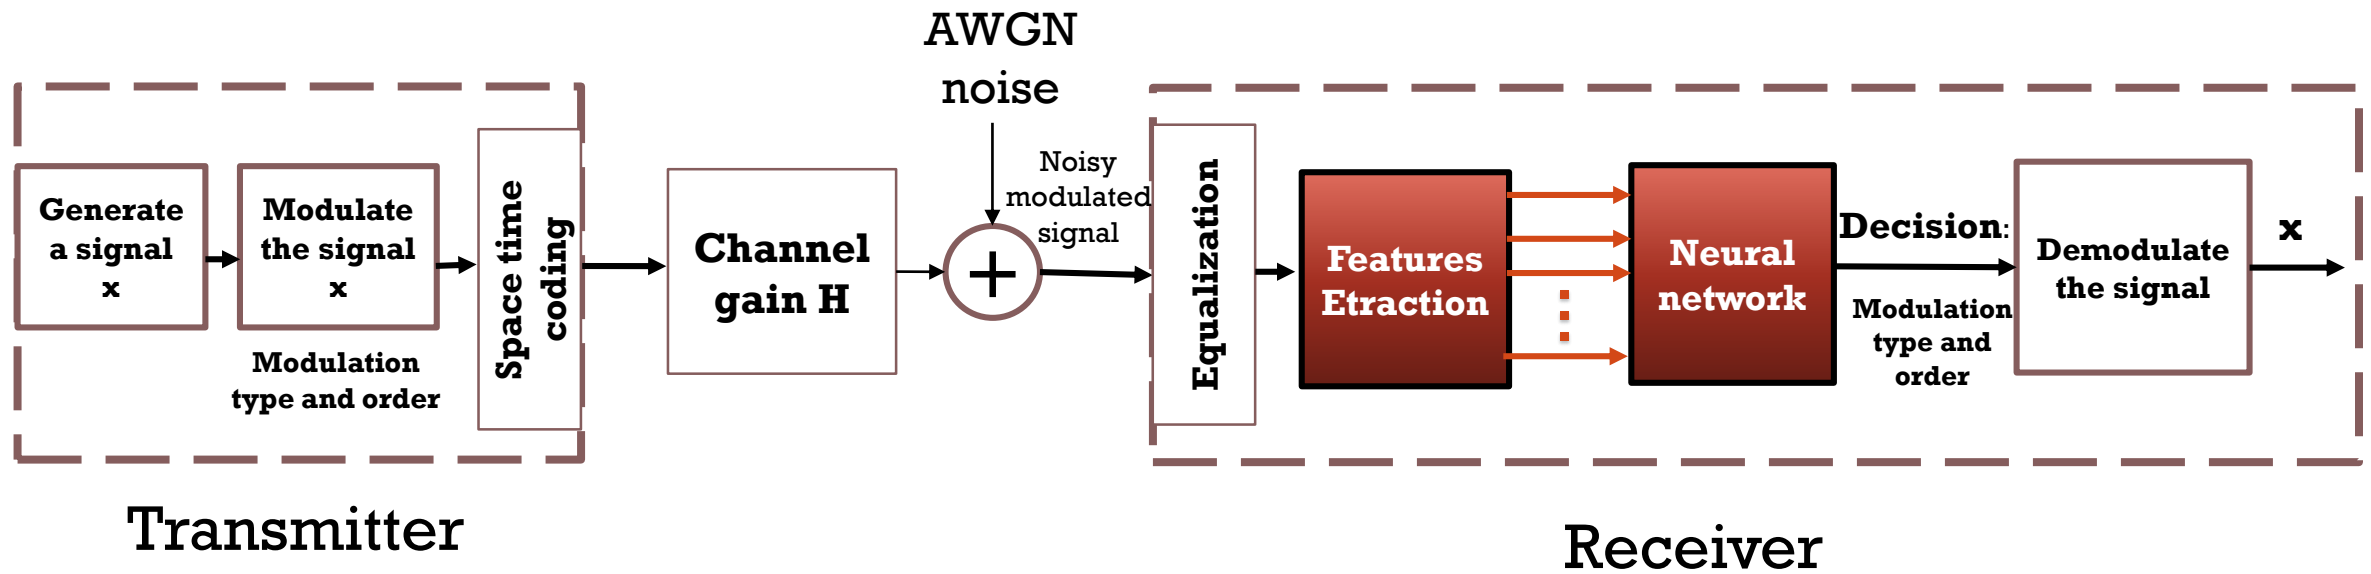 AWGN
noise
Generate
a signal
x
Modulate
the signal
x
Modulation
type and order
Space time
coding
Channel
gain H
+
Noisy
modulated
signal
Equalization
Features
Etraction
Neural
network
Decision:
Modulation
type and
order
Demodulate
the signal
x
Transmitter
Receiver